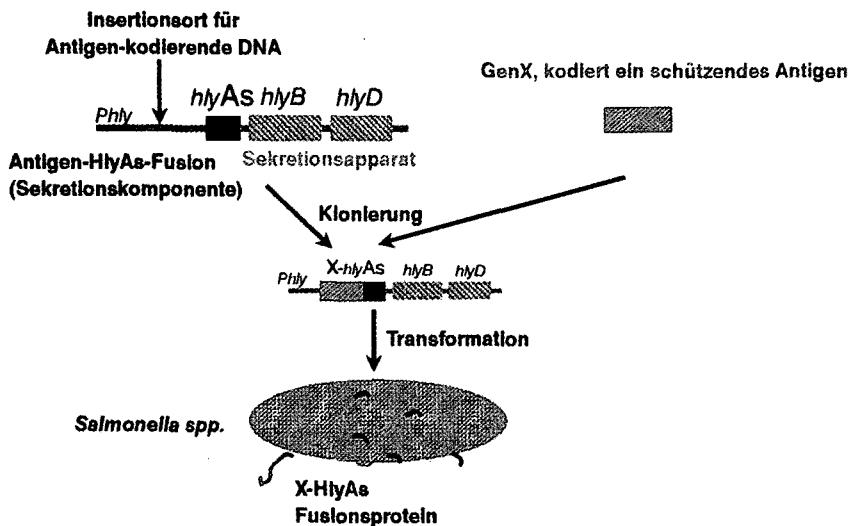 Insertionsort für
Antigen-kodierende DNA
GenX, kodiert ein schützendes Antigen
hlyAs hlyB hlyD
Phly
Antigen-HlyAs-Fusion
(Sekretionskomponente)
Sekretionsapparat
Klonierung
X-hlyAs hlyB hlyD
Phly
Transformation
Salmonella spp.
X-HlyAs
Fusionsprotein